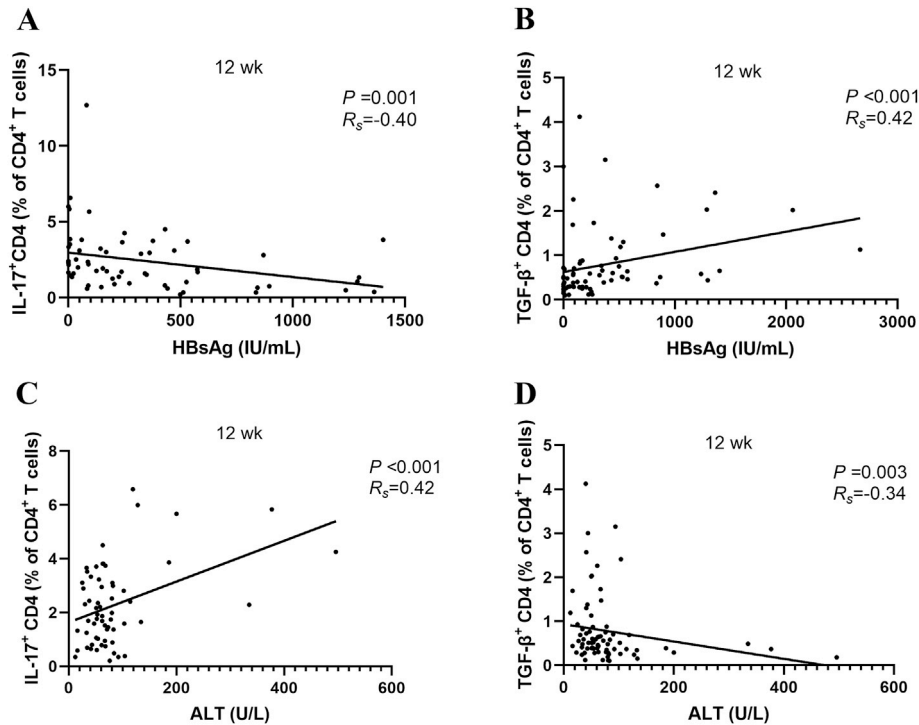 A
12 wk
P =0.001
Rₛ=-0.40
IL-17⁺CD4 (% of CD4⁺ T cells)
15
10
5
0
0 500 1000 1500
HBsAg (IU/mL)
B
12 wk
P <0.001
Rₛ=0.42
TGF-β⁺ CD4 (% of CD4⁺ T cells)
5
4
3
2
1
0
0 1000 2000 3000
HBsAg (IU/mL)
C
12 wk
P <0.001
Rₛ=0.42
IL-17⁺ CD4 (% of CD4⁺ T cells)
8
6
4
2
0
0 200 400 600
ALT (U/L)
D
12 wk
P =0.003
Rₛ=-0.34
TGF-β⁺ CD4 (% of CD4⁺ T cells)
5
4
3
2
1
0
0 200 400 600
ALT (U/L)